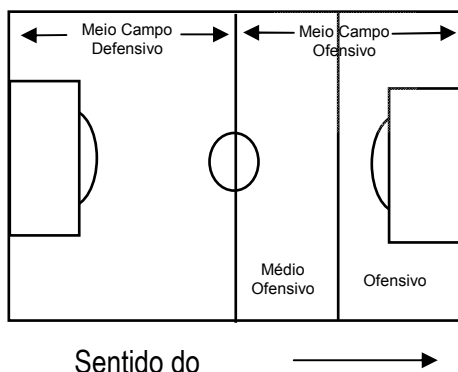 Meio Campo
Defensivo
Meio Campo
Ofensivo
Médio
Ofensivo
Ofensivo
Sentido do